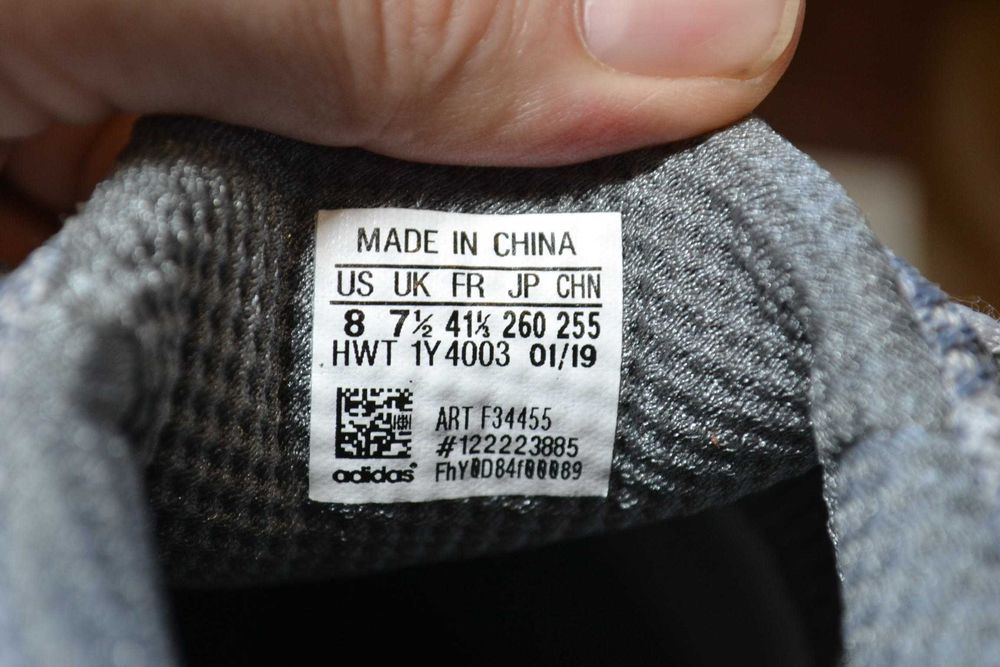 MADE IN CHINA
US UK FR JP CHN
8 7½ 41⅓ 260 255
HWT 1Y4003 01/19
ART F34455
#122223885
FhY0D84f00089
adidas